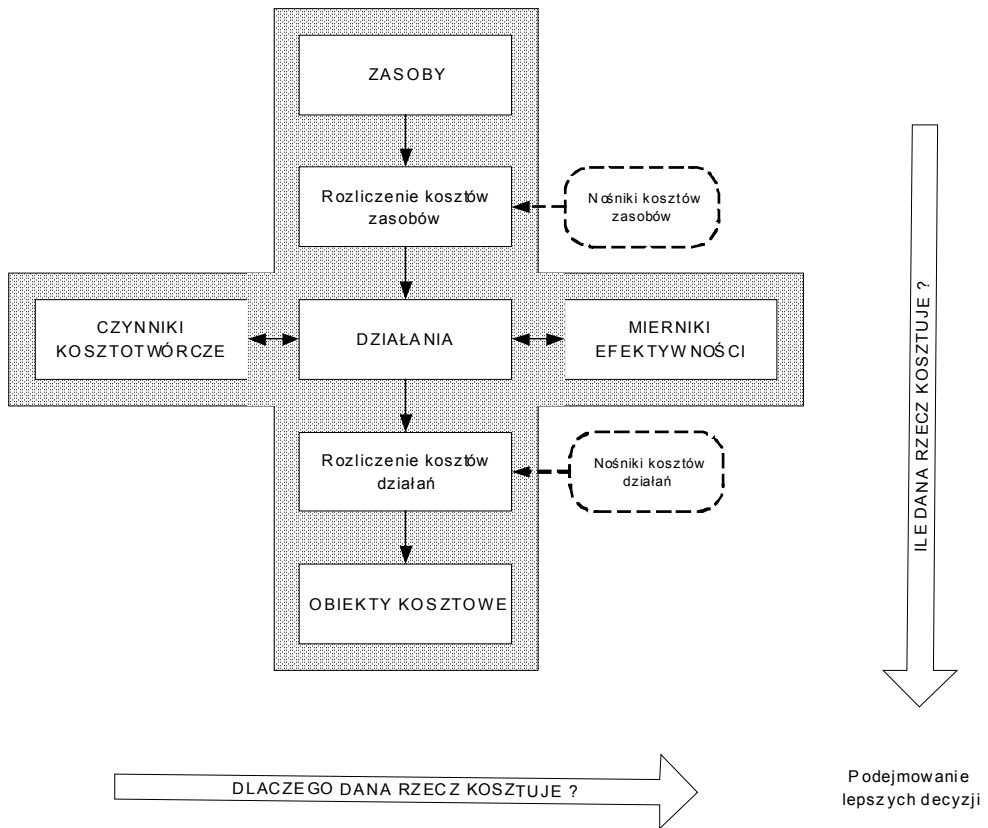 ZASOBY
Rozliczenie kosztów
zasobów
Nośniki kosztów
zasobów
CZYNNIKI
KOSZTOTWÓRCZE
DZIAŁANIA
MIERNIKI
EFEKTYWNOŚCI
Rozliczenie kosztów
działań
Nośniki kosztów
działań
OBIEKTY KOSZTOWE
ILE DANA RZECZ KOSZTUJE ?
DLACZEGO DANA RZECZ KOSZTUJE ?
Podejmowanie
lepszych decyzji